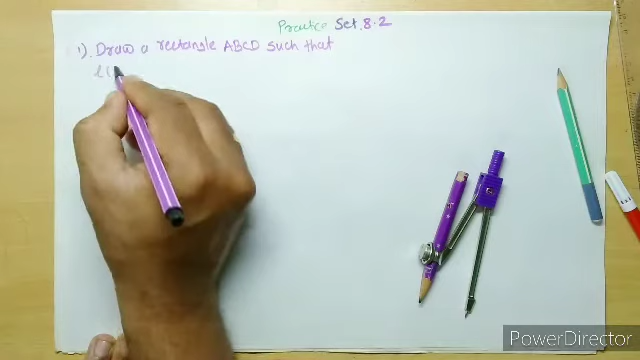 Practice Set 8.2
1). Draw a rectangle ABCD such that
l(
PowerDirector